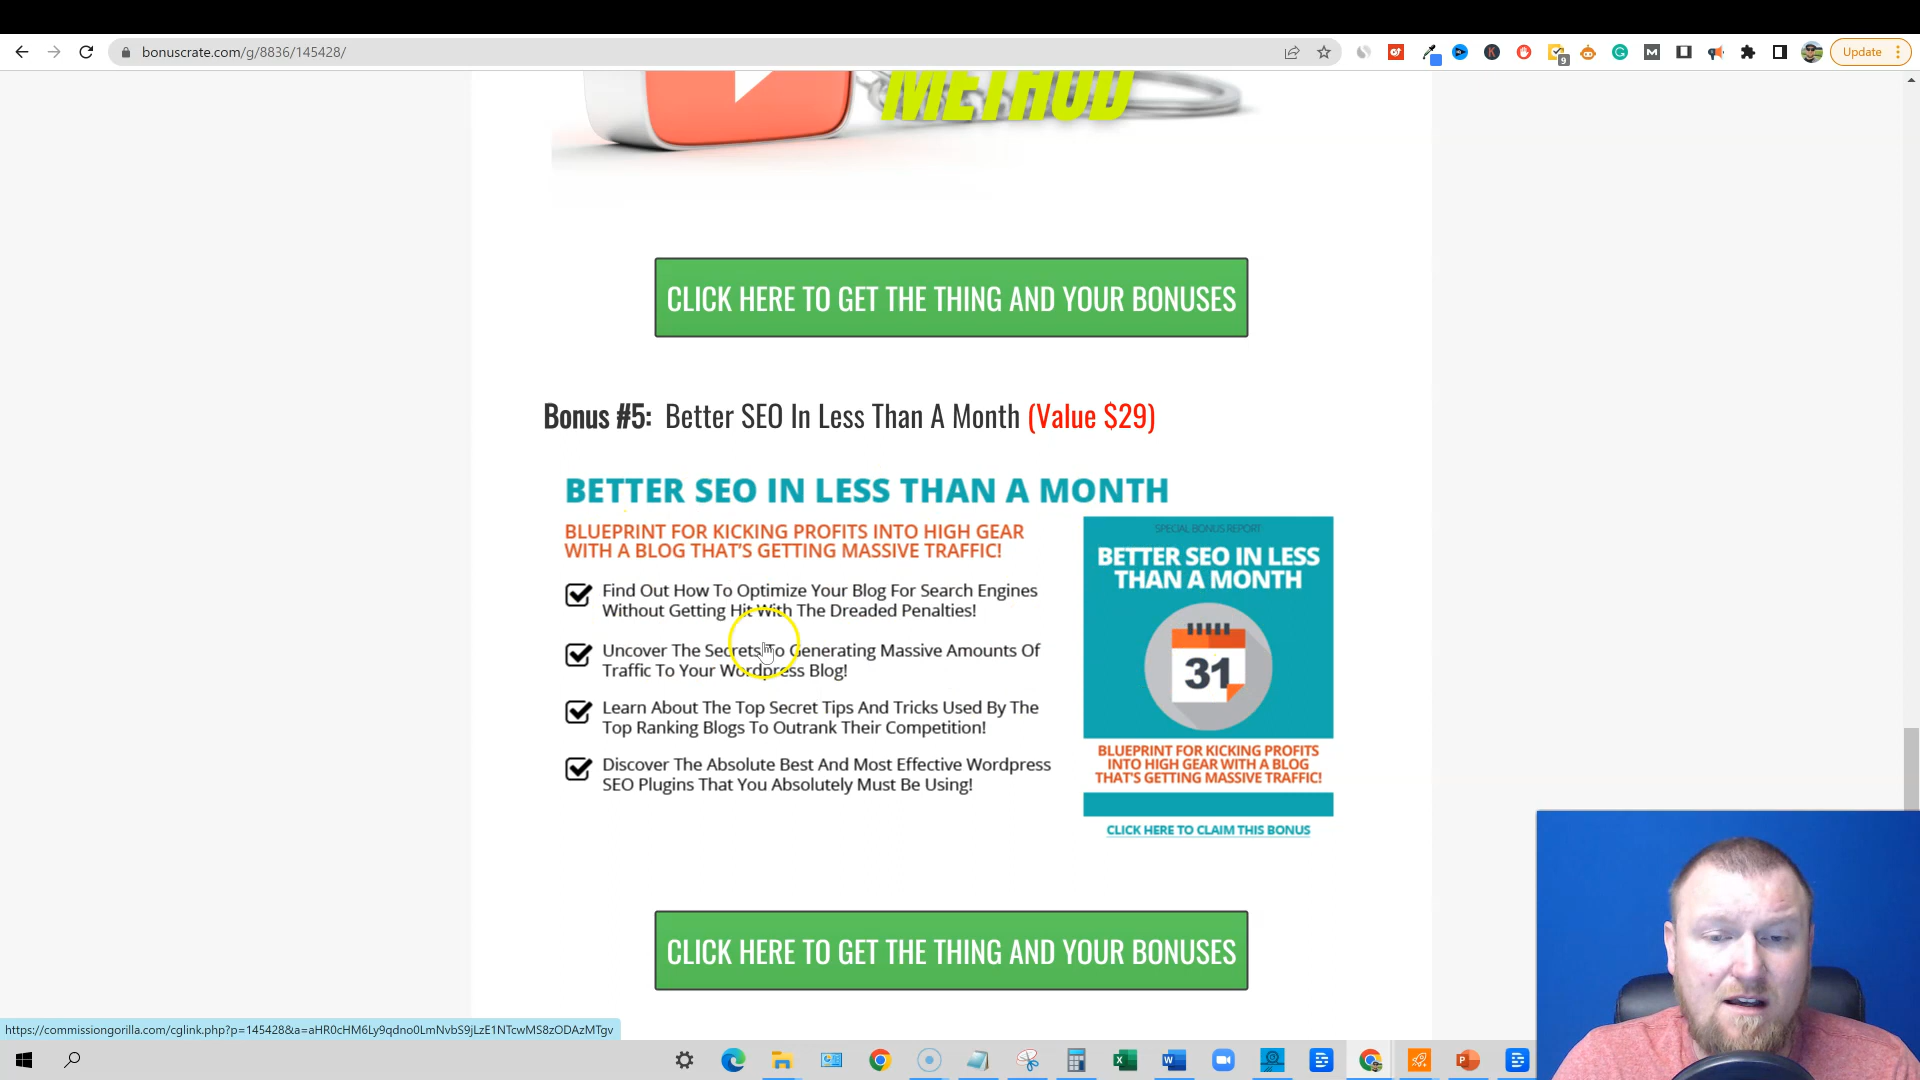 bonuscrate.com/g/8836/145428/
Update
9
METHOD
CLICK HERE TO GET THE THING AND YOUR BONUSES
Bonus #5: Better SEO In Less Than A Month (Value $29)
BETTER SEO IN LESS THAN A MONTH
BLUEPRINT FOR KICKING PROFITS INTO HIGH GEAR
WITH A BLOG THAT'S GETTING MASSIVE TRAFFIC!
Find Out How To Optimize Your Blog For Search Engines
Without Getting Hit With The Dreaded Penalties!
Uncover The Secrets To Generating Massive Amounts Of
Traffic To Your Wordpress Blog!
Learn About The Top Secret Tips And Tricks Used By The
Top Ranking Blogs To Outrank Their Competition!
Discover The Absolute Best And Most Effective Wordpress
SEO Plugins That You Absolutely Must Be Using!
SPECIAL BONUS REPORT
BETTER SEO IN LESS
THAN A MONTH
31
BLUEPRINT FOR KICKING PROFITS
INTO HIGH GEAR WITH A BLOG
THAT'S GETTING MASSIVE TRAFFIC!
CLICK HERE TO CLAIM THIS BONUS
CLICK HERE TO GET THE THING AND YOUR BONUSES
https://commissiongorilla.com/cglink.php?p=145428&a=aHR0cHM6Ly9qdno0LmNvbS9jLzE1NTcwMS8zODAzMTgv